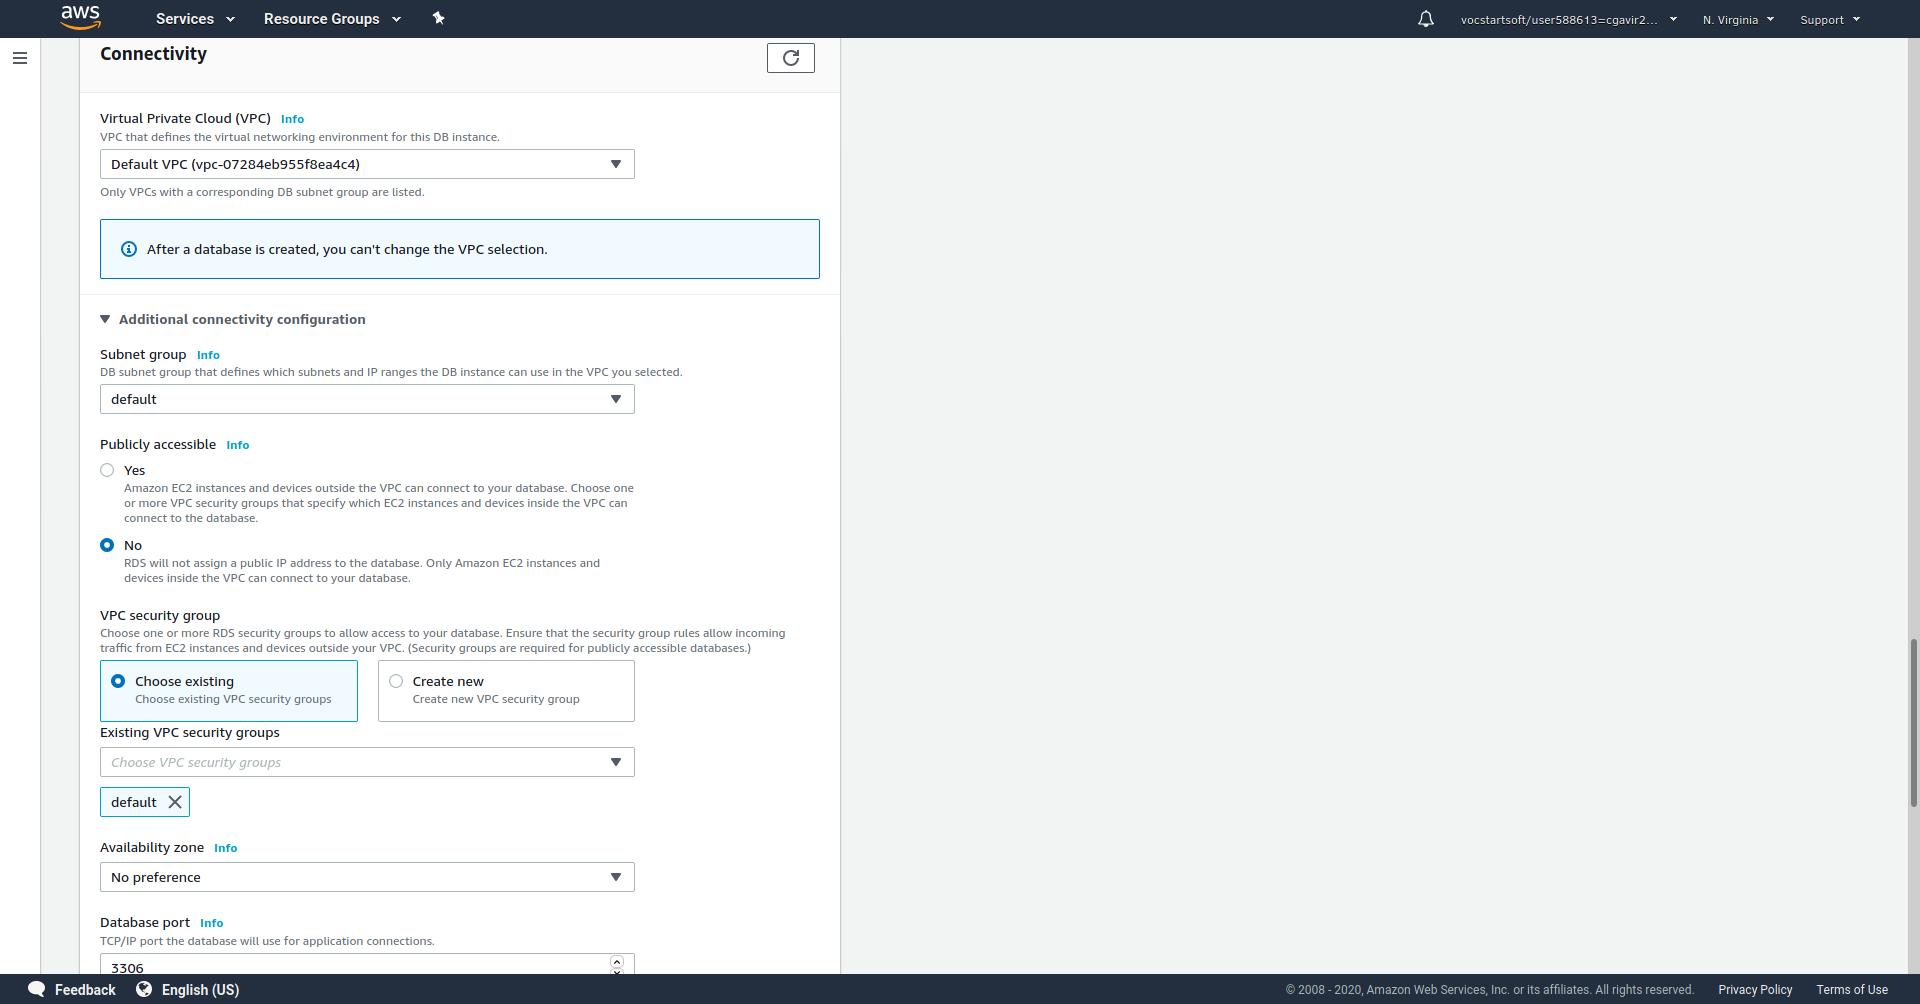 aws Services Resource Groups vocstartsoft/user588613=cgavir2... N. Virginia Support
Connectivity
Virtual Private Cloud (VPC) Info
VPC that defines the virtual networking environment for this DB instance.
Default VPC (vpc-07284eb955f8ea4c4)
Only VPCs with a corresponding DB subnet group are listed.
After a database is created, you can't change the VPC selection.
Additional connectivity configuration
Subnet group Info
DB subnet group that defines which subnets and IP ranges the DB instance can use in the VPC you selected.
default
Publicly accessible Info
Yes
Amazon EC2 instances and devices outside the VPC can connect to your database. Choose one
or more VPC security groups that specify which EC2 instances and devices inside the VPC can
connect to the database.
No
RDS will not assign a public IP address to the database. Only Amazon EC2 instances and
devices inside the VPC can connect to your database.
VPC security group
Choose one or more RDS security groups to allow access to your database. Ensure that the security group rules allow incoming
traffic from EC2 instances and devices outside your VPC. (Security groups are required for publicly accessible databases.)
Choose existing
Choose existing VPC security groups
Create new
Create new VPC security group
Existing VPC security groups
Choose VPC security groups
default
Availability zone Info
No preference
Database port Info
TCP/IP port the database will use for application connections.
3306
Feedback English (US) © 2008 - 2020, Amazon Web Services, Inc. or its affiliates. All rights reserved. Privacy Policy Terms of Use